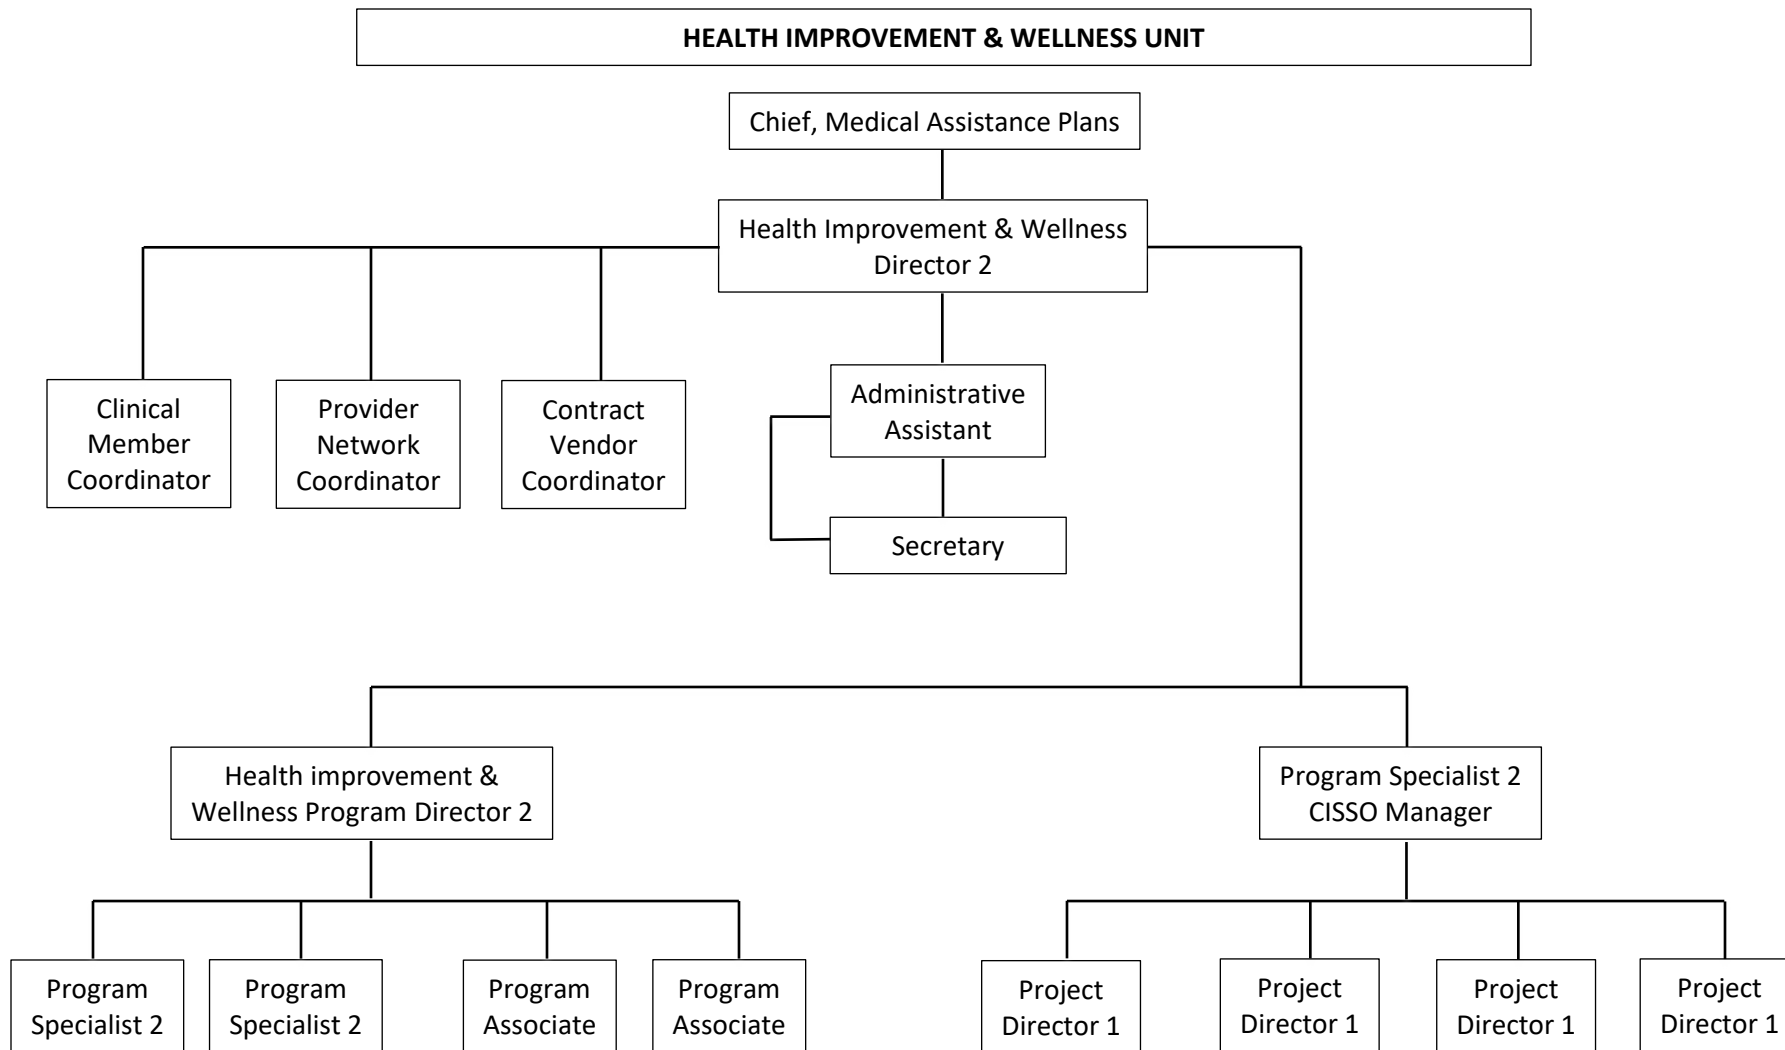 HEALTH IMPROVEMENT & WELLNESS UNIT
Chief, Medical Assistance Plans
Health Improvement & Wellness
Director 2
Clinical
Member
Coordinator
Provider
Network
Coordinator
Contract
Vendor
Coordinator
Administrative
Assistant
Secretary
Health improvement &
Wellness Program Director 2
Program Specialist 2
CISSO Manager
Program
Specialist 2
Program
Specialist 2
Program
Associate
Program
Associate
Project
Director 1
Project
Director 1
Project
Director 1
Project
Director 1